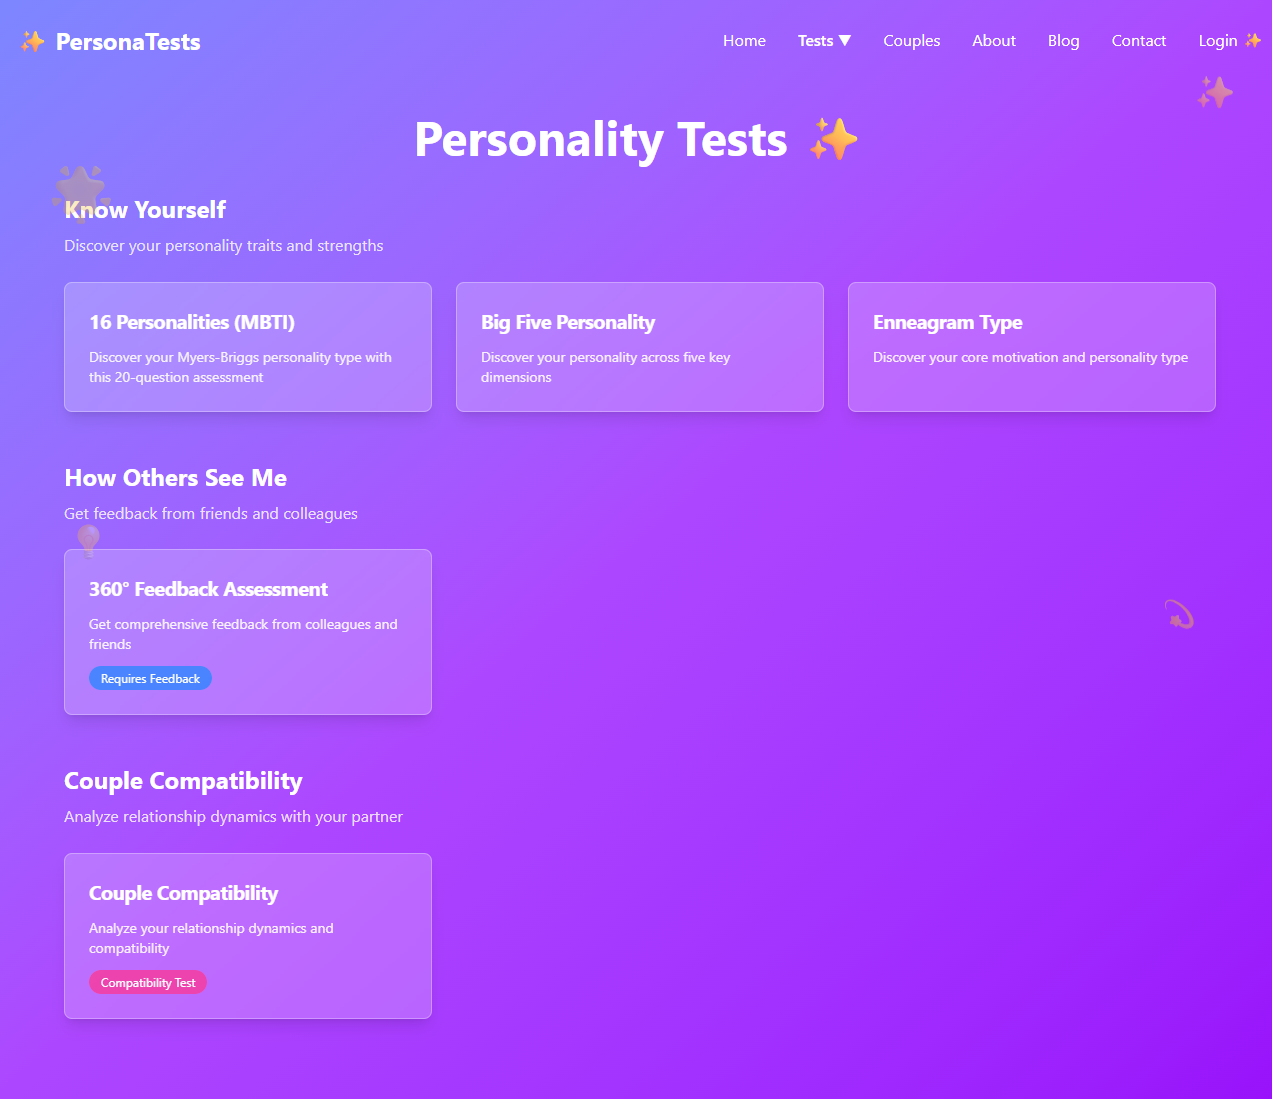 ✨ PersonaTests
Home Tests ▼ Couples About Blog Contact Login ✨
Personality Tests ✨
Know Yourself
Discover your personality traits and strengths
16 Personalities (MBTI)
Discover your Myers-Briggs personality type with
this 20-question assessment
Big Five Personality
Discover your personality across five key
dimensions
Enneagram Type
Discover your core motivation and personality type
How Others See Me
Get feedback from friends and colleagues
360° Feedback Assessment
Get comprehensive feedback from colleagues and
friends
Requires Feedback
Couple Compatibility
Analyze relationship dynamics with your partner
Couple Compatibility
Analyze your relationship dynamics and
compatibility
Compatibility Test